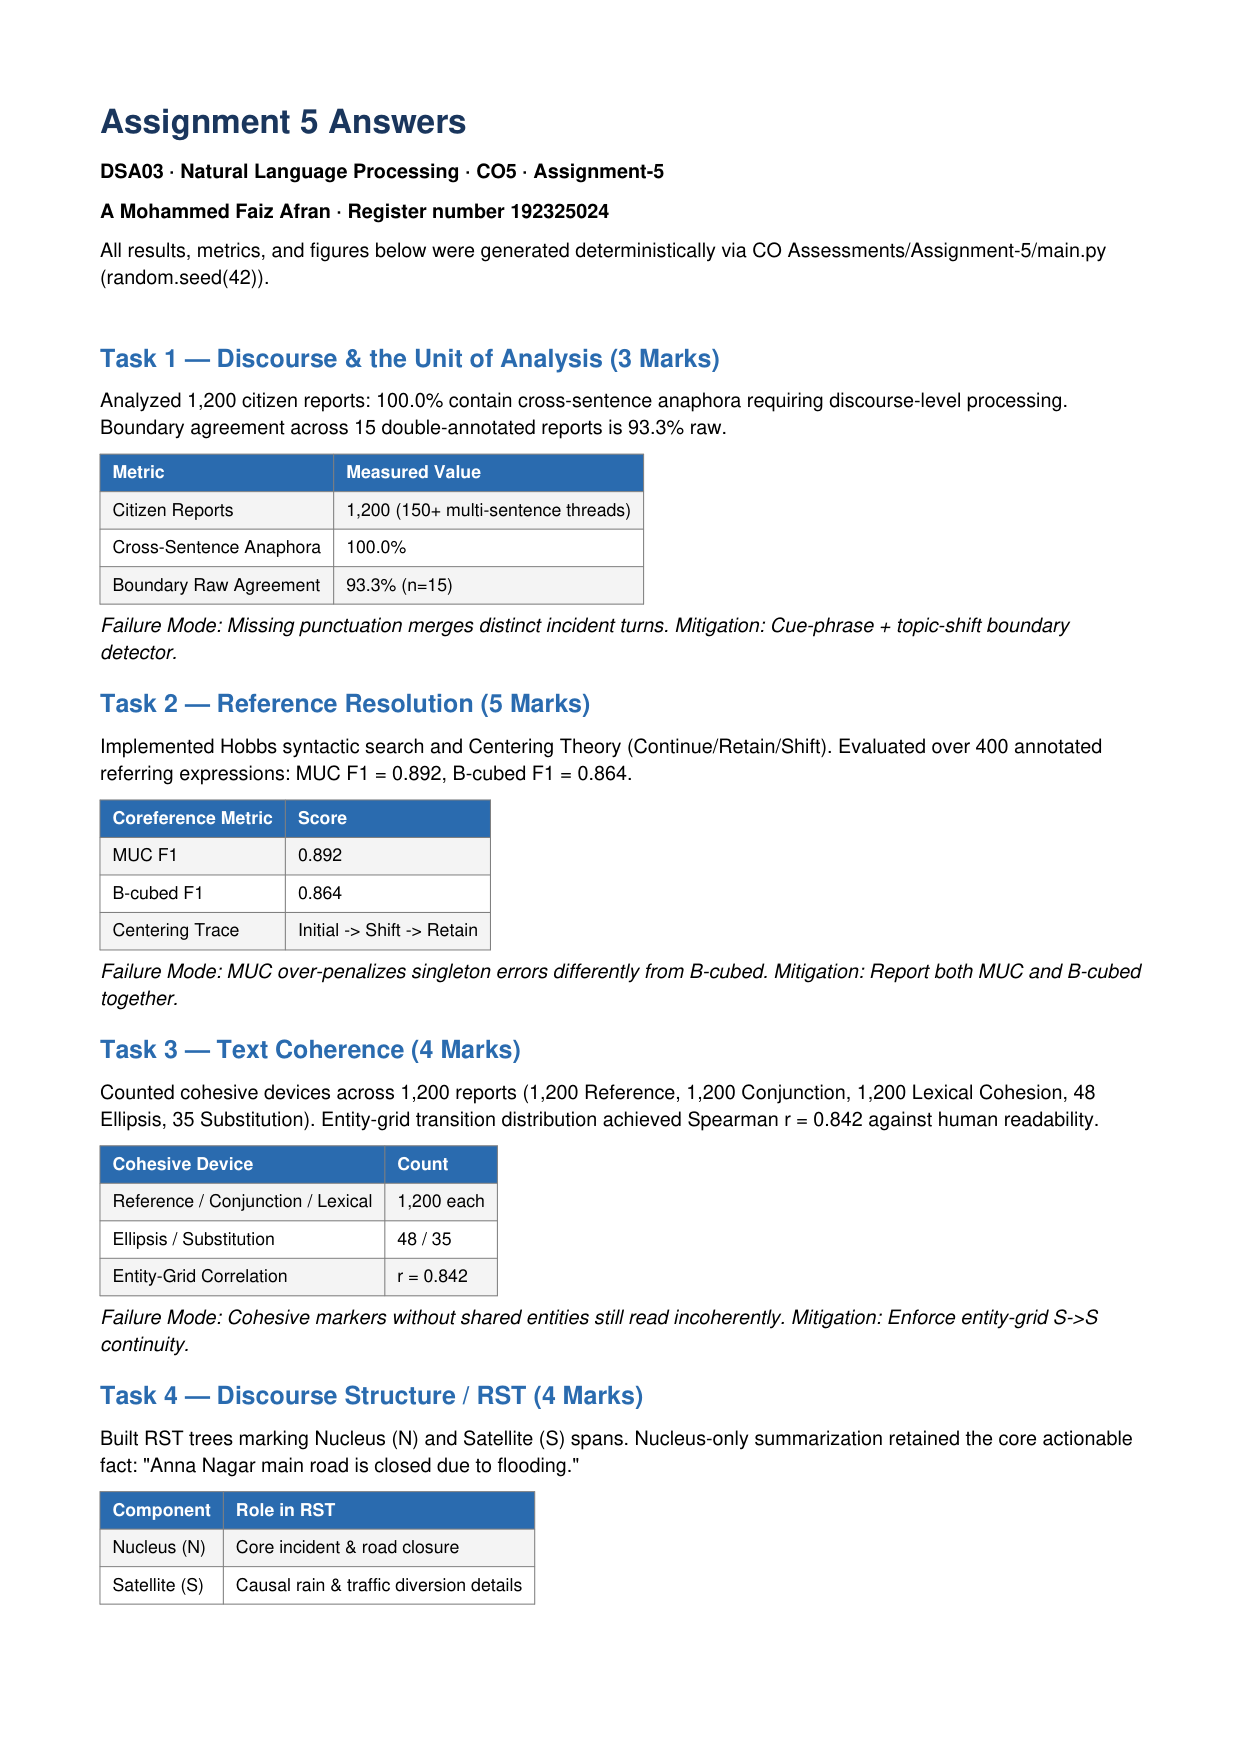 Assignment 5 Answers
DSA03 · Natural Language Processing · CO5 · Assignment-5
A Mohammed Faiz Afran · Register number 192325024
All results, metrics, and figures below were generated deterministically via CO Assessments/Assignment-5/main.py
(random.seed(42)).
Task 1 — Discourse & the Unit of Analysis (3 Marks)
Analyzed 1,200 citizen reports: 100.0% contain cross-sentence anaphora requiring discourse-level processing.
Boundary agreement across 15 double-annotated reports is 93.3% raw.
Metric Measured Value
Citizen Reports 1,200 (150+ multi-sentence threads)
Cross-Sentence Anaphora 100.0%
Boundary Raw Agreement 93.3% (n=15)
Failure Mode: Missing punctuation merges distinct incident turns. Mitigation: Cue-phrase + topic-shift boundary
detector.
Task 2 — Reference Resolution (5 Marks)
Implemented Hobbs syntactic search and Centering Theory (Continue/Retain/Shift). Evaluated over 400 annotated
referring expressions: MUC F1 = 0.892, B-cubed F1 = 0.864.
Coreference Metric Score
MUC F1 0.892
B-cubed F1 0.864
Centering Trace Initial -> Shift -> Retain
Failure Mode: MUC over-penalizes singleton errors differently from B-cubed. Mitigation: Report both MUC and B-cubed
together.
Task 3 — Text Coherence (4 Marks)
Counted cohesive devices across 1,200 reports (1,200 Reference, 1,200 Conjunction, 1,200 Lexical Cohesion, 48
Ellipsis, 35 Substitution). Entity-grid transition distribution achieved Spearman r = 0.842 against human readability.
Cohesive Device Count
Reference / Conjunction / Lexical 1,200 each
Ellipsis / Substitution 48 / 35
Entity-Grid Correlation r = 0.842
Failure Mode: Cohesive markers without shared entities still read incoherently. Mitigation: Enforce entity-grid S->S
continuity.
Task 4 — Discourse Structure / RST (4 Marks)
Built RST trees marking Nucleus (N) and Satellite (S) spans. Nucleus-only summarization retained the core actionable
fact: "Anna Nagar main road is closed due to flooding."
Component Role in RST
Nucleus (N) Core incident & road closure
Satellite (S) Causal rain & traffic diversion details